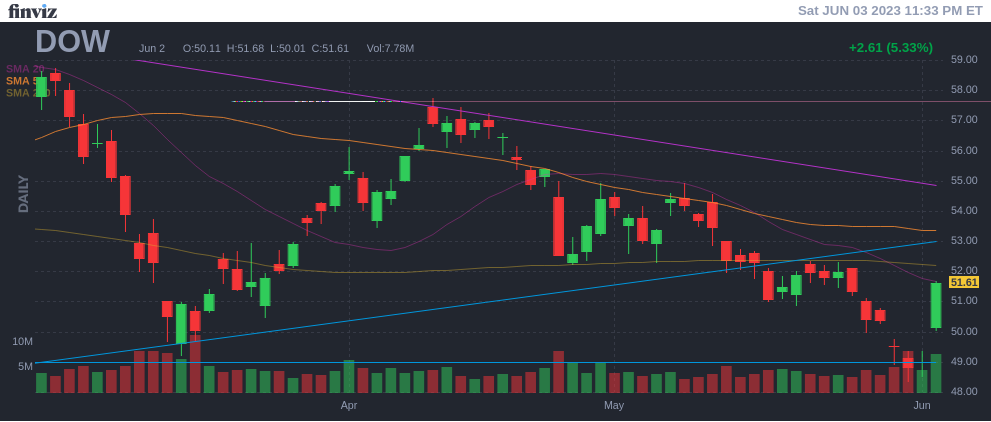 finviz
Sat JUN 03 2023 11:33 PM ET
DOW
Jun 2 O:50.11 H:51.68 L:50.01 C:51.61 Vol:7.78M
+2.61 (5.33%)
SMA 20
SMA 50
SMA 200
DAILY
59.00
58.00
57.00
56.00
55.00
54.00
53.00
52.00
51.61
51.00
50.00
49.00
48.00
10M
5M
Apr
May
Jun